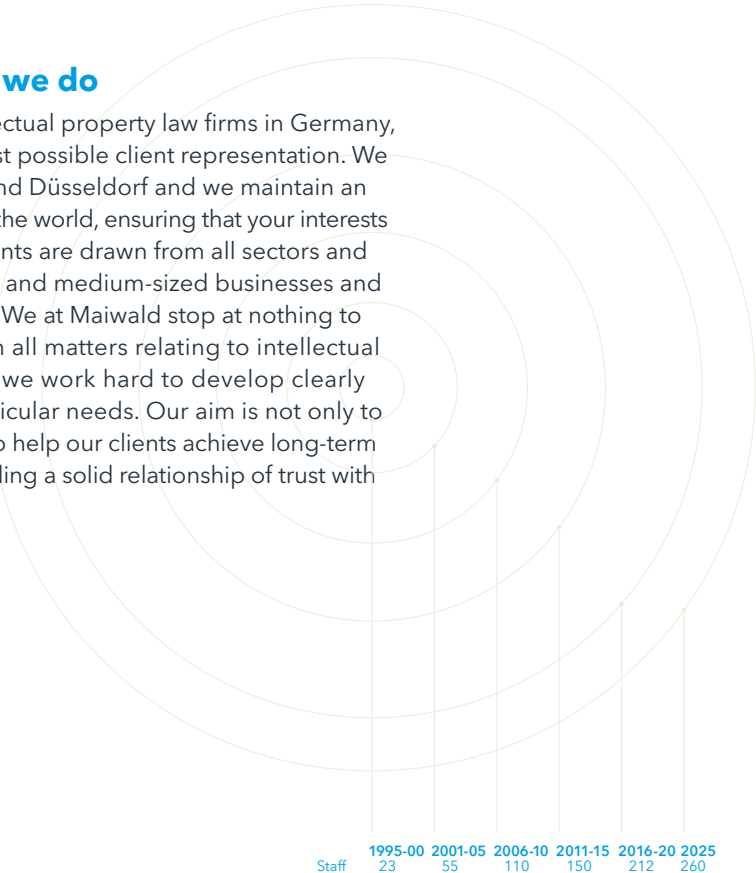 we do
ectual property law firms in Germany,
st possible client representation. We
nd Düsseldorf and we maintain an
the world, ensuring that your interests
nts are drawn from all sectors and
and medium-sized businesses and
We at Maiwald stop at nothing to
all matters relating to intellectual
we work hard to develop clearly
icular needs. Our aim is not only to
help our clients achieve long-term
ling a solid relationship of trust with
1995-00 2001-05 2006-10 2011-15 2016-20 2025
Staff 23 55 110 150 212 260